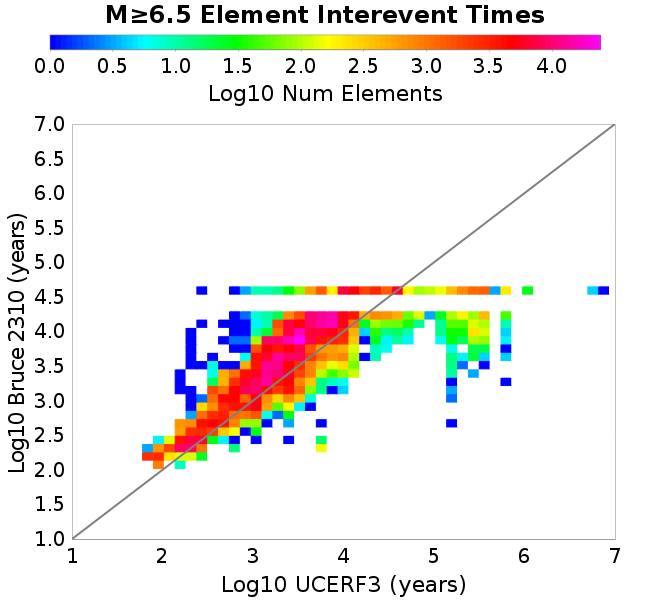 M≥6.5 Element Interevent Times
0.0 0.5 1.0 1.5 2.0 2.5 3.0 3.5 4.0
Log10 Num Elements
Log10 Bruce 2310 (years)
7.0
6.5
6.0
5.5
5.0
4.5
4.0
3.5
3.0
2.5
2.0
1.5
1.0
1 2 3 4 5 6 7
Log10 UCERF3 (years)